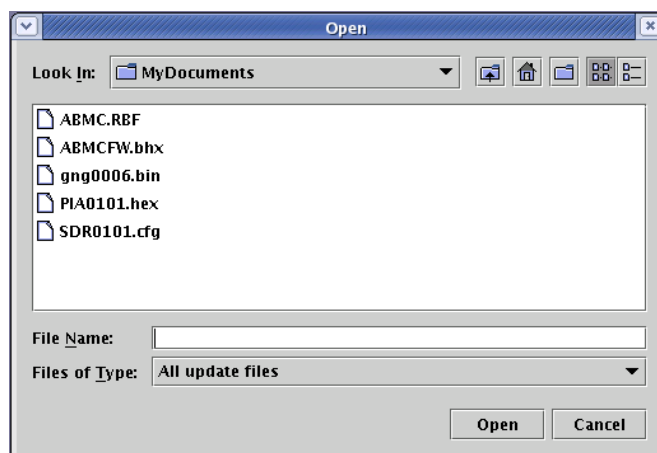 Open
Look In: MyDocuments
ABMC.RBF
ABMCFW.bhx
gng0006.bin
PIA0101.hex
SDR0101.cfg
File Name:
Files of Type: All update files
Open Cancel